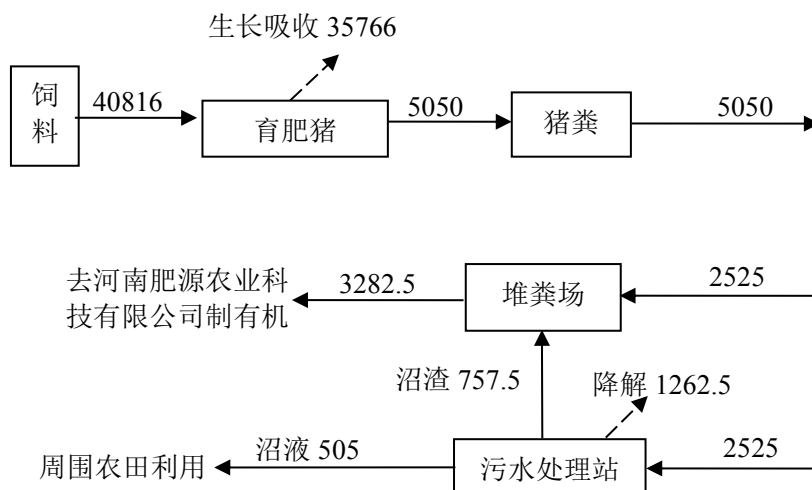 生长吸收 35766
饲
料
40816
育肥猪
5050
猪粪
5050
去河南肥源农业科
技有限公司制有机
3282.5
堆粪场
2525
沼渣 757.5
降解 1262.5
周围农田利用
沼液 505
污水处理站
2525